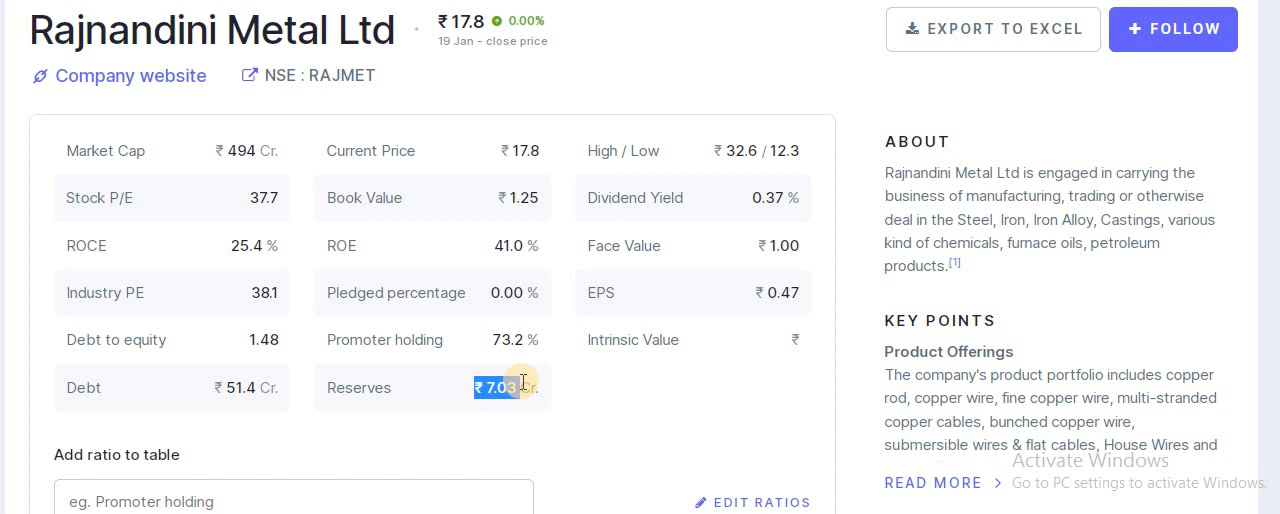 Rajnandini Metal Ltd
₹ 17.8 0.00%
19 Jan - close price
EXPORT TO EXCEL
FOLLOW
Company website
NSE : RAJMET
Market Cap ₹ 494 Cr.
Current Price ₹ 17.8
High / Low ₹ 32.6 / 12.3
Stock P/E 37.7
Book Value ₹ 1.25
Dividend Yield 0.37 %
ROCE 25.4 %
ROE 41.0 %
Face Value ₹ 1.00
Industry PE 38.1
Pledged percentage 0.00 %
EPS ₹ 0.47
Debt to equity 1.48
Promoter holding 73.2 %
Intrinsic Value ₹
Debt ₹ 51.4 Cr.
Reserves ₹ 7.03 Cr.
Add ratio to table
eg. Promoter holding
EDIT RATIOS
ABOUT
Rajnandini Metal Ltd is engaged in carrying the
business of manufacturing, trading or otherwise
deal in the Steel, Iron, Iron Alloy, Castings, various
kind of chemicals, furnace oils, petroleum
products.[1]
KEY POINTS
Product Offerings
The company's product portfolio includes copper
rod, copper wire, fine copper wire, multi-stranded
copper cables, bunched copper wire,
submersible wires & flat cables, House Wires and
READ MORE
Activate Windows
Go to PC settings to activate Windows.